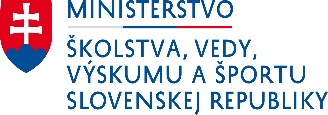 MINISTERSTVO
ŠKOLSTVA, VEDY,
VÝSKUMU A ŠPORTU
SLOVENSKEJ REPUBLIKY